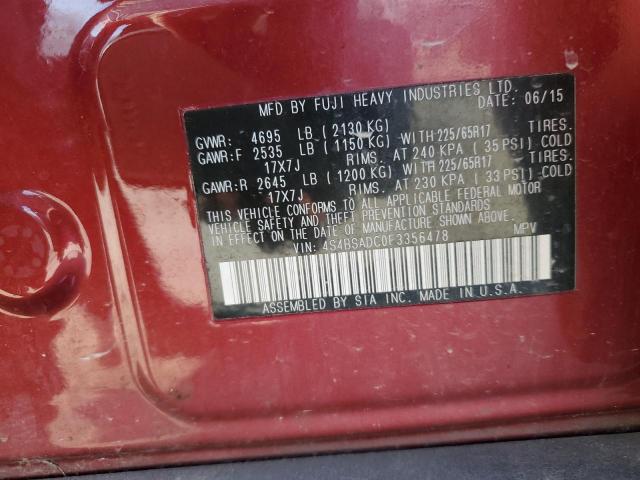 MFD BY FUJI HEAVY INDUSTRIES LTD.
DATE: 06/15
GVWR: 4695 LB (2130 KG)
GAWR:F 2535 LB (1150 KG) WITH 225/65R17 TIRES.
17X7J RIMS. AT 240 KPA (35 PSI) COLD
GAWR:R 2645 LB (1200 KG) WITH 225/65R17 TIRES.
17X7J RIMS. AT 230 KPA (33 PSI) COLD
THIS VEHICLE CONFORMS TO ALL APPLICABLE FEDERAL MOTOR
VEHICLE SAFETY AND THEFT PREVENTION STANDARDS IN EFFECT ON THE
DATE OF MANUFACTURE SHOWN ABOVE.
VIN: 4S4BSADC0F3356478 MPV
ASSEMBLED BY SIA INC. MADE IN U.S.A.